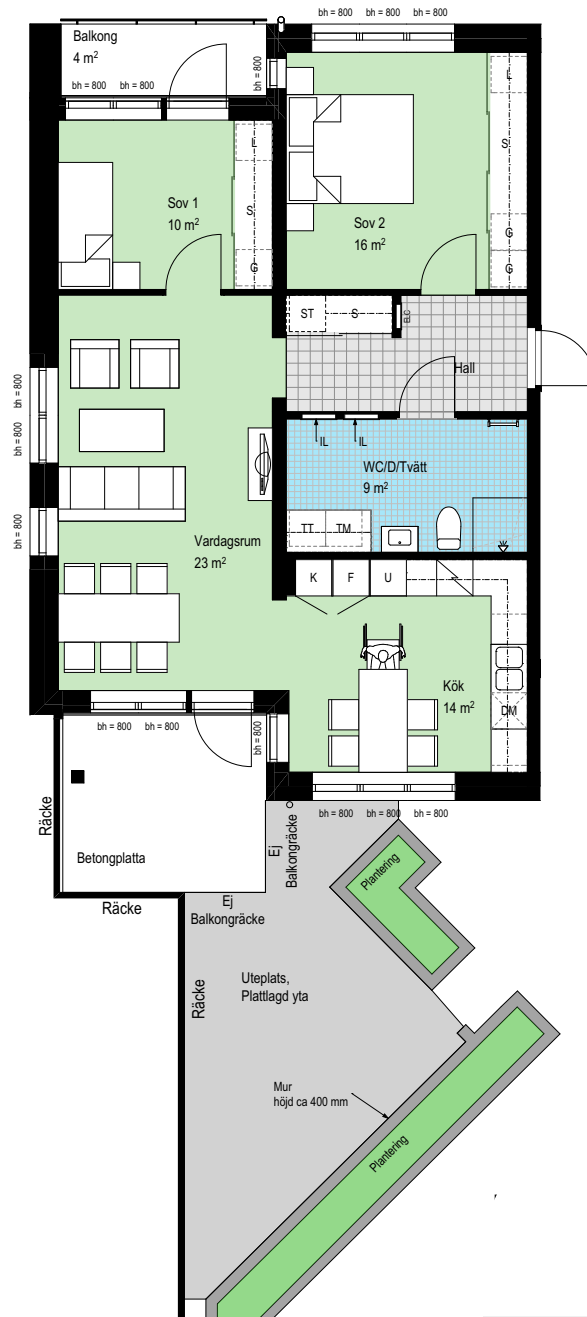 bh = 800 bh = 800 bh = 800
Balkong
4 m²
bh = 800 bh = 800
bh = 800
L
S
G
Sov 1
10 m²
L
S
G
G
Sov 2
16 m²
ST S
ELC
Hall
IL IL
WC/D/Tvätt
9 m²
TT TM
bh = 800
bh = 800
bh = 800
Vardagsrum
23 m²
K F U
Kök
14 m²
DM
bh = 800 bh = 800
bh = 800
bh = 800 bh = 800 bh = 800
Räcke
Betongplatta
Ej
Balkongräcke
Räcke
Ej
Balkongräcke
Plantering
Räcke
Uteplats,
Plattlagd yta
Mur
höjd ca 400 mm
Plantering